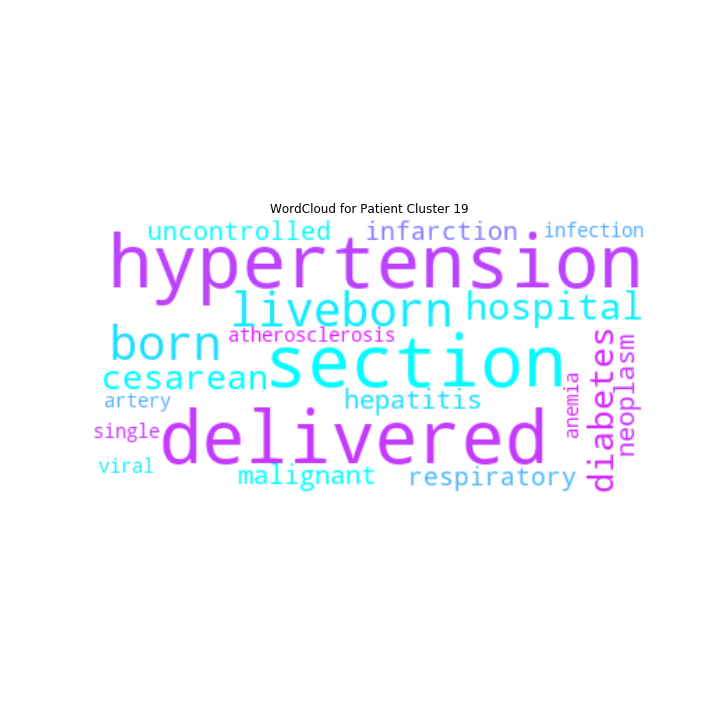 WordCloud for Patient Cluster 19
uncontrolled
infarction
infection
hypertension
liveborn
hospital
born
atherosclerosis
section
cesarean
artery
hepatitis
anemia
diabetes
neoplasm
single
delivered
viral
malignant
respiratory